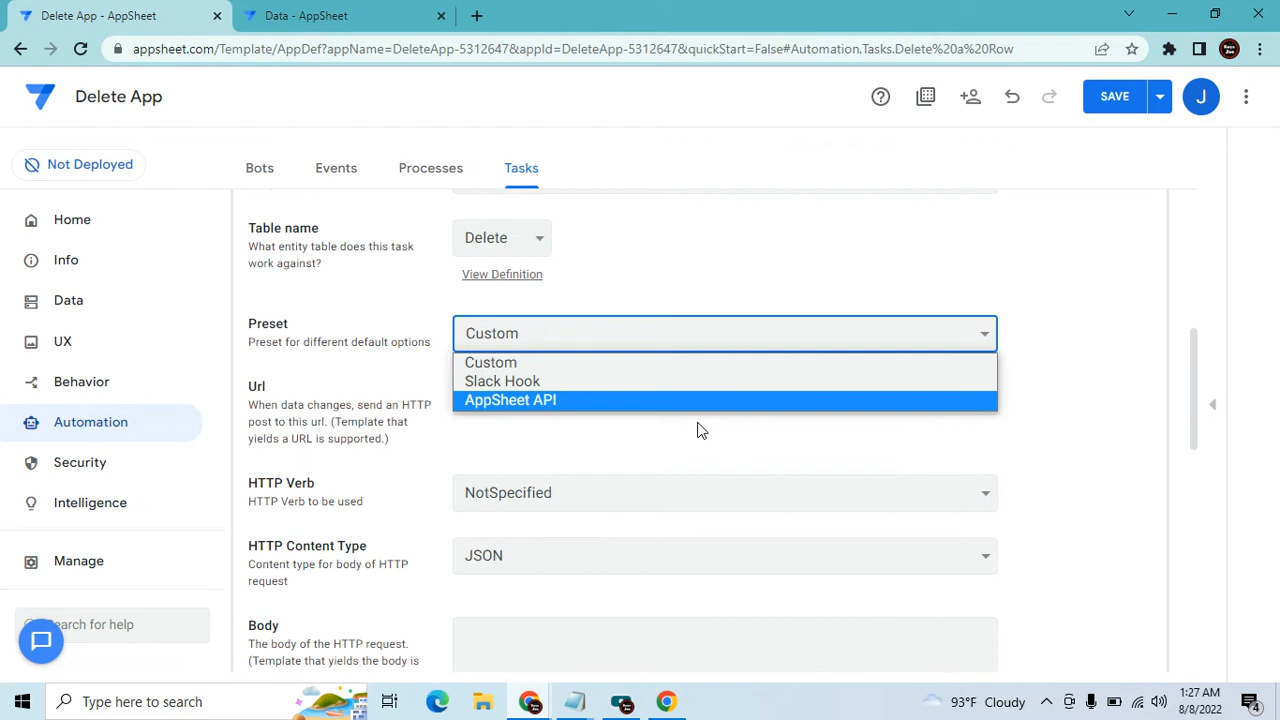 Delete App - AppSheet
Data - AppSheet
appsheet.com/Template/AppDef?appName=DeleteApp-5312647&appId=DeleteApp-5312647&quickStart=False#Automation.Tasks.Delete%20a%20Row
Delete App
SAVE
J
Not Deployed
Bots
Events
Processes
Tasks
Home
Info
Data
UX
Behavior
Automation
Security
Intelligence
Manage
Search for help
Table name
What entity table does this task
work against?
Delete
View Definition
Preset
Preset for different default options
Custom
Custom
Slack Hook
AppSheet API
Url
When data changes, send an HTTP
post to this url. (Template that
yields a URL is supported.)
HTTP Verb
HTTP Verb to be used
NotSpecified
HTTP Content Type
Content type for body of HTTP
request
JSON
Body
The body of the HTTP request.
(Template that yields the body is
Type here to search
93°F Cloudy
1:27 AM
8/8/2022
4